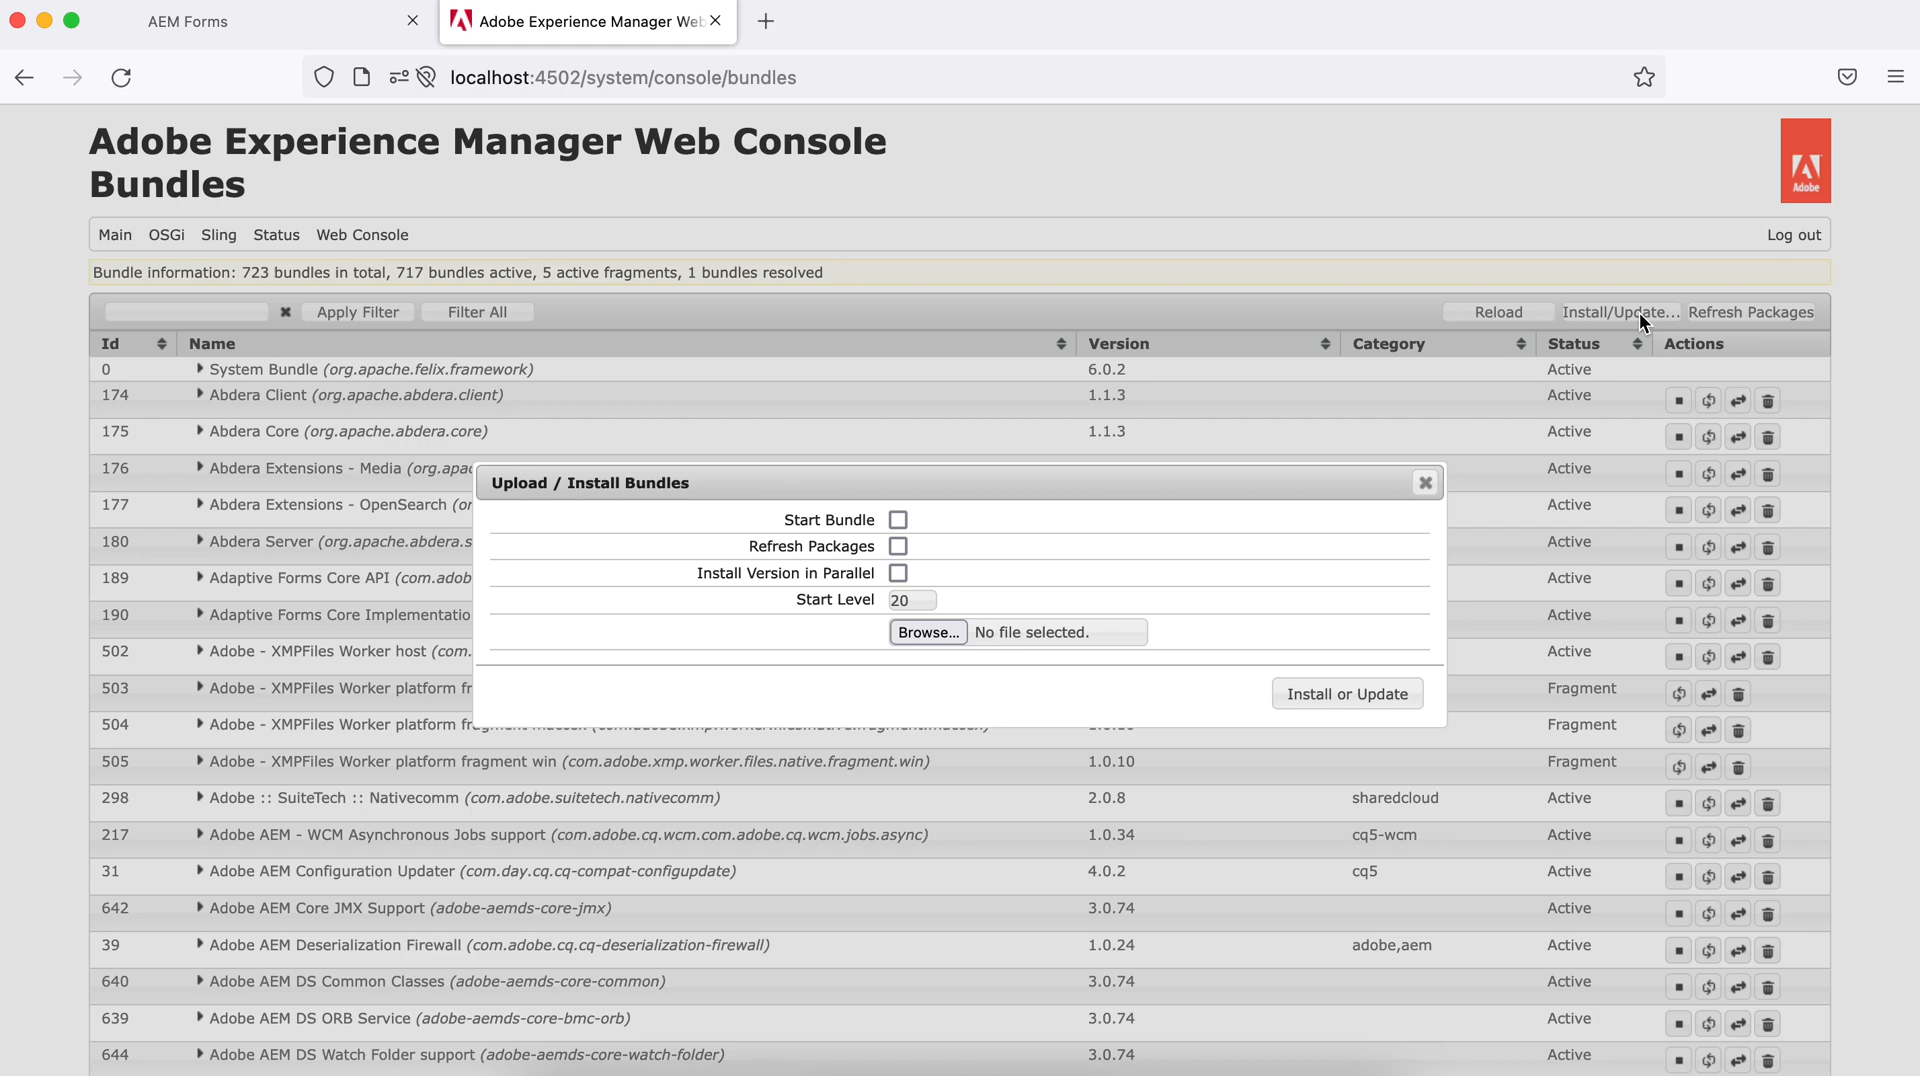 AEM Forms
Adobe Experience Manager Web
localhost:4502/system/console/bundles
Adobe Experience Manager Web Console
Bundles
Adobe
Main OSGi Sling Status Web Console Log out
Bundle information: 723 bundles in total, 717 bundles active, 5 active fragments, 1 bundles resolved
Apply Filter Filter All Reload Install/Update... Refresh Packages
Id Name Version Category Status Actions
0 System Bundle (org.apache.felix.framework) 6.0.2 Active
174 Abdera Client (org.apache.abdera.client) 1.1.3 Active
175 Abdera Core (org.apache.abdera.core) 1.1.3 Active
176 Abdera Extensions - Media (org.apac Active
177 Abdera Extensions - OpenSearch (or Active
180 Abdera Server (org.apache.abdera.s Active
189 Adaptive Forms Core API (com.adob Active
190 Adaptive Forms Core Implementatio Active
502 Adobe - XMPFiles Worker host (com. Active
503 Adobe - XMPFiles Worker platform fr Fragment
Upload / Install Bundles
Start Bundle
Refresh Packages
Install Version in Parallel
Start Level 20
Browse... No file selected.
Install or Update
504 Adobe - XMPFiles Worker platform Fragment
505 Adobe - XMPFiles Worker platform fragment win (com.adobe.xmp.worker.files.native.fragment.win) 1.0.10 Fragment
298 Adobe :: SuiteTech :: Nativecomm (com.adobe.suitetech.nativecomm) 2.0.8 sharedcloud Active
217 Adobe AEM - WCM Asynchronous Jobs support (com.adobe.cq.wcm.com.adobe.cq.wcm.jobs.async) 1.0.34 cq5-wcm Active
31 Adobe AEM Configuration Updater (com.day.cq.cq-compat-configupdate) 4.0.2 cq5 Active
642 Adobe AEM Core JMX Support (adobe-aemds-core-jmx) 3.0.74 Active
39 Adobe AEM Deserialization Firewall (com.adobe.cq.cq-deserialization-firewall) 1.0.24 adobe,aem Active
640 Adobe AEM DS Common Classes (adobe-aemds-core-common) 3.0.74 Active
639 Adobe AEM DS ORB Service (adobe-aemds-core-bmc-orb) 3.0.74 Active
644 Adobe AEM DS Watch Folder support (adobe-aemds-core-watch-folder) 3.0.74 Active